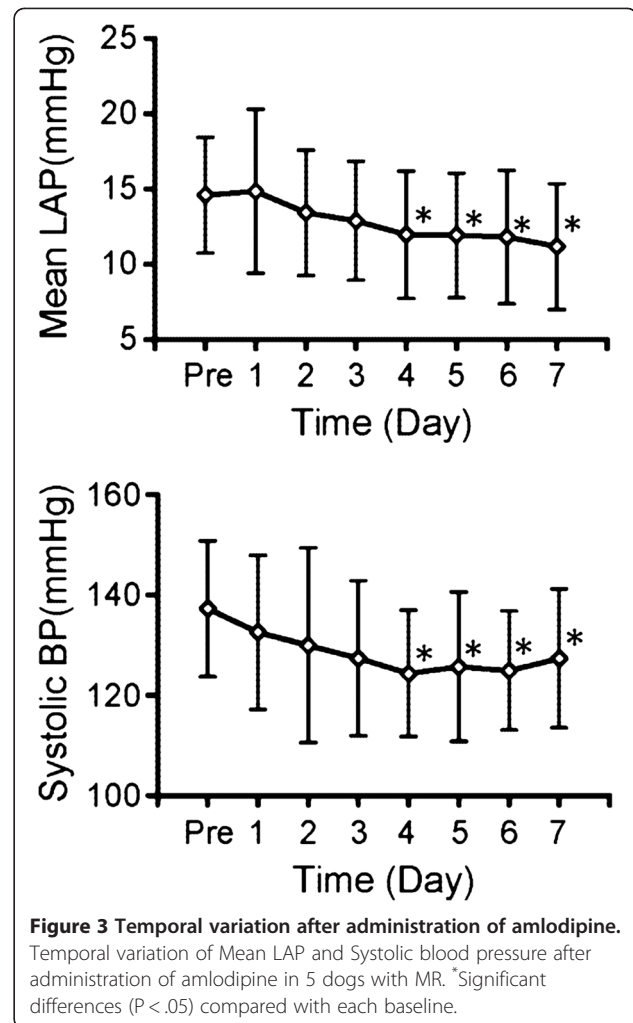 25
20
15
10
5
Mean LAP(mmHg)
* * * *
Pre 1 2 3 4 5 6 7
Time (Day)
160
140
120
100
Systolic BP(mmHg)
* * * *
Pre 1 2 3 4 5 6 7
Time (Day)
Figure 3 Temporal variation after administration of amlodipine.
Temporal variation of Mean LAP and Systolic blood pressure after
administration of amlodipine in 5 dogs with MR. *Significant
differences (P < .05) compared with each baseline.